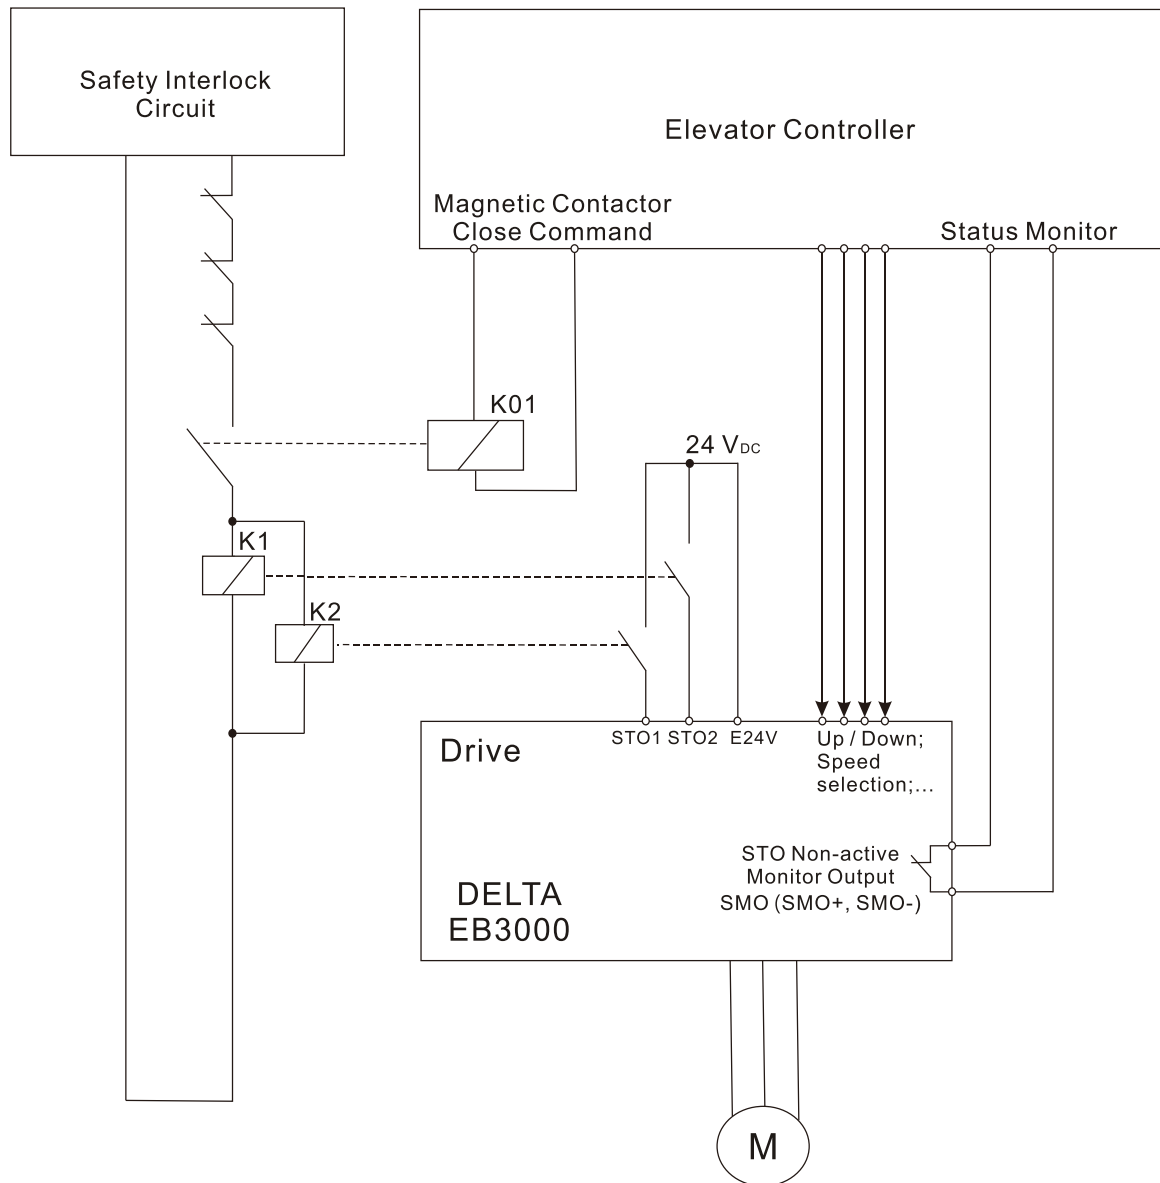 Safety Interlock
Circuit
Elevator Controller
Magnetic Contactor
Close Command
Status Monitor
K01
24 VDC
K1
K2
STO1 STO2 E24V
Drive
Up / Down;
Speed
selection;...
STO Non-active
Monitor Output
SMO (SMO+, SMO-)
DELTA
EB3000
M